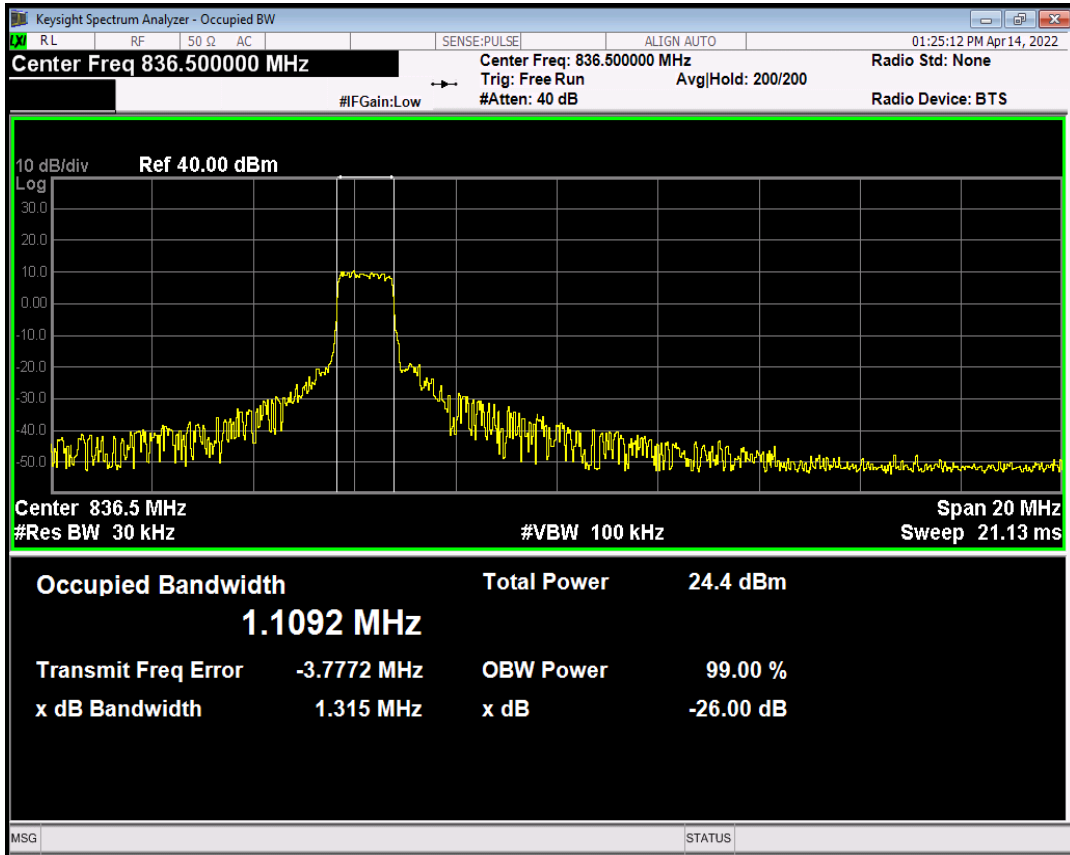 Keysight Spectrum Analyzer - Occupied BW
LXI RL RF 50 Ω AC SENSE:PULSE ALIGN AUTO 01:25:12 PM Apr 14, 2022
Center Freq 836.500000 MHz Center Freq: 836.500000 MHz Radio Std: None
Trig: Free Run Avg|Hold: 200/200
#IFGain:Low #Atten: 40 dB Radio Device: BTS
10 dB/div Ref 40.00 dBm
Log
30.0
20.0
10.0
0.00
-10.0
-20.0
-30.0
-40.0
-50.0
Center 836.5 MHz Span 20 MHz
#Res BW 30 kHz #VBW 100 kHz Sweep 21.13 ms
Occupied Bandwidth Total Power 24.4 dBm
1.1092 MHz
Transmit Freq Error -3.7772 MHz OBW Power 99.00 %
x dB Bandwidth 1.315 MHz x dB -26.00 dB
MSG STATUS